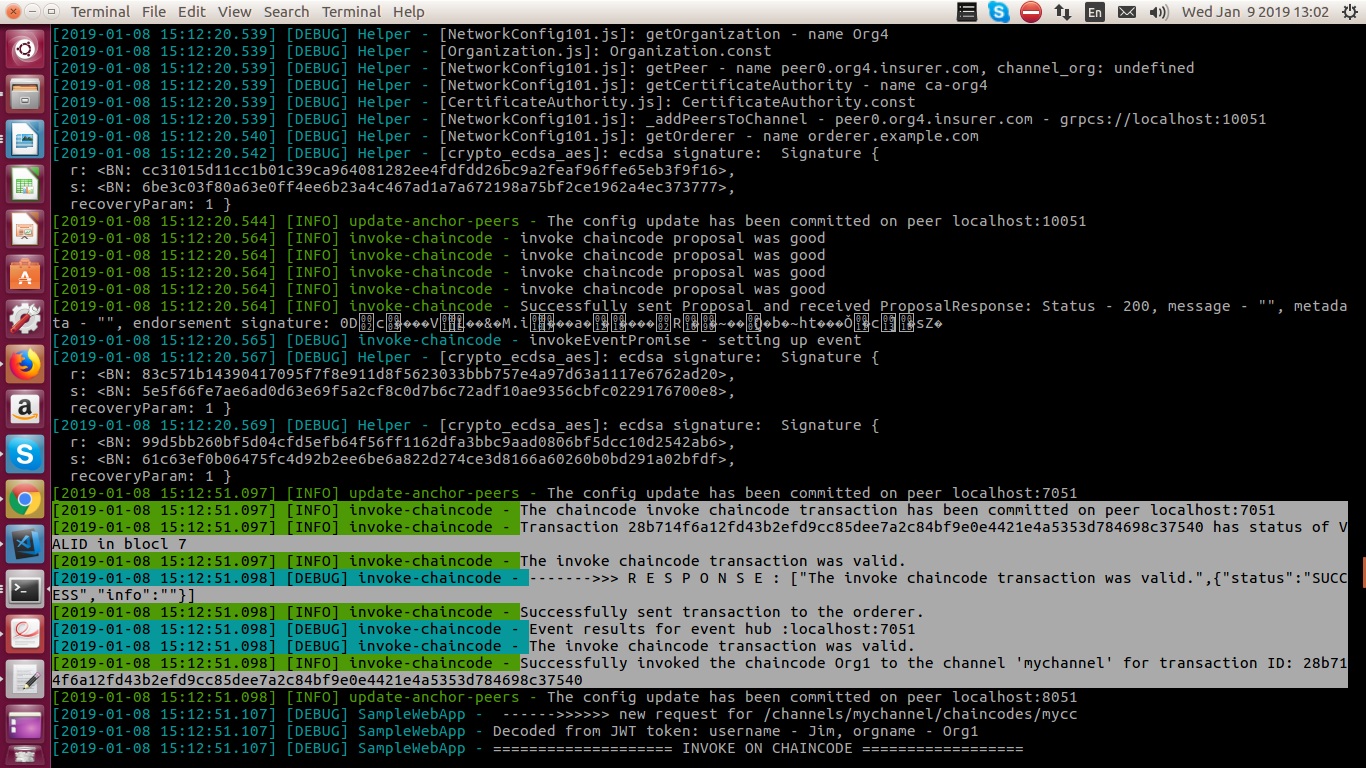 Terminal File Edit View Search Terminal Help En Wed Jan 9 2019 13:02
[2019-01-08 15:12:20.539] [DEBUG] Helper - [NetworkConfig101.js]: getOrganization - name Org4
[2019-01-08 15:12:20.539] [DEBUG] Helper - [Organization.js]: Organization.const
[2019-01-08 15:12:20.539] [DEBUG] Helper - [NetworkConfig101.js]: getPeer - name peer0.org4.insurer.com, channel_org: undefined
[2019-01-08 15:12:20.539] [DEBUG] Helper - [NetworkConfig101.js]: getCertificateAuthority - name ca-org4
[2019-01-08 15:12:20.539] [DEBUG] Helper - [CertificateAuthority.js]: CertificateAuthority.const
[2019-01-08 15:12:20.539] [DEBUG] Helper - [NetworkConfig101.js]: _addPeersToChannel - peer0.org4.insurer.com - grpcs://localhost:10051
[2019-01-08 15:12:20.540] [DEBUG] Helper - [NetworkConfig101.js]: getOrderer - name orderer.example.com
[2019-01-08 15:12:20.542] [DEBUG] Helper - [crypto_ecdsa_aes]: ecdsa signature:  Signature {
  r: <BN: cc31015d11cc1b01c39ca964081282ee4fdfdd26bc9a2feaf96ffe65eb3f9f16>,
  s: <BN: 6be3c03f80a63e0ff4ee6b23a4c467ad1a7a672198a75bf2ce1962a4ec373777>,
  recoveryParam: 1 }
[2019-01-08 15:12:20.544] [INFO] update-anchor-peers - The config update has been committed on peer localhost:10051
[2019-01-08 15:12:20.564] [INFO] invoke-chaincode - invoke chaincode proposal was good
[2019-01-08 15:12:20.564] [INFO] invoke-chaincode - invoke chaincode proposal was good
[2019-01-08 15:12:20.564] [INFO] invoke-chaincode - invoke chaincode proposal was good
[2019-01-08 15:12:20.564] [INFO] invoke-chaincode - invoke chaincode proposal was good
[2019-01-08 15:12:20.564] [INFO] invoke-chaincode - Successfully sent Proposal and received ProposalResponse: Status - 200, message - "", metada
ta - "", endorsement signature:
[2019-01-08 15:12:20.565] [DEBUG] invoke-chaincode - invokeEventPromise - setting up event
[2019-01-08 15:12:20.567] [DEBUG] Helper - [crypto_ecdsa_aes]: ecdsa signature:  Signature {
  r: <BN: 83c571b14390417095f7f8e911d8f5623033bbb757e4a97d63a1117e6762ad20>,
  s: <BN: 5e5f66fe7ae6ad0d63e69f5a2cf8c0d7b6c72adf10ae9356cbfc0229176700e8>,
  recoveryParam: 1 }
[2019-01-08 15:12:20.569] [DEBUG] Helper - [crypto_ecdsa_aes]: ecdsa signature:  Signature {
  r: <BN: 99d5bb260bf5d04cfd5efb64f56ff1162dfa3bbc9aad0806bf5dcc10d2542ab6>,
  s: <BN: 61c63ef0b06475fc4d92b2ee6be6a822d274ce3d8166a60260b0bd291a02bfdf>,
  recoveryParam: 1 }
[2019-01-08 15:12:51.097] [INFO] update-anchor-peers - The config update has been committed on peer localhost:7051
[2019-01-08 15:12:51.097] [INFO] invoke-chaincode - The chaincode invoke chaincode transaction has been committed on peer localhost:7051
[2019-01-08 15:12:51.097] [INFO] invoke-chaincode - Transaction 28b714f6a12fd43b2efd9cc85dee7a2c84bf9e0e4421e4a5353d784698c37540 has status of V
ALID in blocl 7
[2019-01-08 15:12:51.097] [INFO] invoke-chaincode - The invoke chaincode transaction was valid.
[2019-01-08 15:12:51.098] [DEBUG] invoke-chaincode - ------->>> R E S P O N S E : ["The invoke chaincode transaction was valid.",{"status":"SUCC
ESS","info":""}]
[2019-01-08 15:12:51.098] [INFO] invoke-chaincode - Successfully sent transaction to the orderer.
[2019-01-08 15:12:51.098] [DEBUG] invoke-chaincode - Event results for event hub :localhost:7051
[2019-01-08 15:12:51.098] [DEBUG] invoke-chaincode - The invoke chaincode transaction was valid.
[2019-01-08 15:12:51.098] [INFO] invoke-chaincode - Successfully invoked the chaincode Org1 to the channel 'mychannel' for transaction ID: 28b71
4f6a12fd43b2efd9cc85dee7a2c84bf9e0e4421e4a5353d784698c37540
[2019-01-08 15:12:51.098] [INFO] update-anchor-peers - The config update has been committed on peer localhost:8051
[2019-01-08 15:12:51.107] [DEBUG] SampleWebApp -  ------>>>>>> new request for /channels/mychannel/chaincodes/mycc
[2019-01-08 15:12:51.107] [DEBUG] SampleWebApp - Decoded from JWT token: username - Jim, orgname - Org1
[2019-01-08 15:12:51.107] [DEBUG] SampleWebApp - ==================== INVOKE ON CHAINCODE ==================